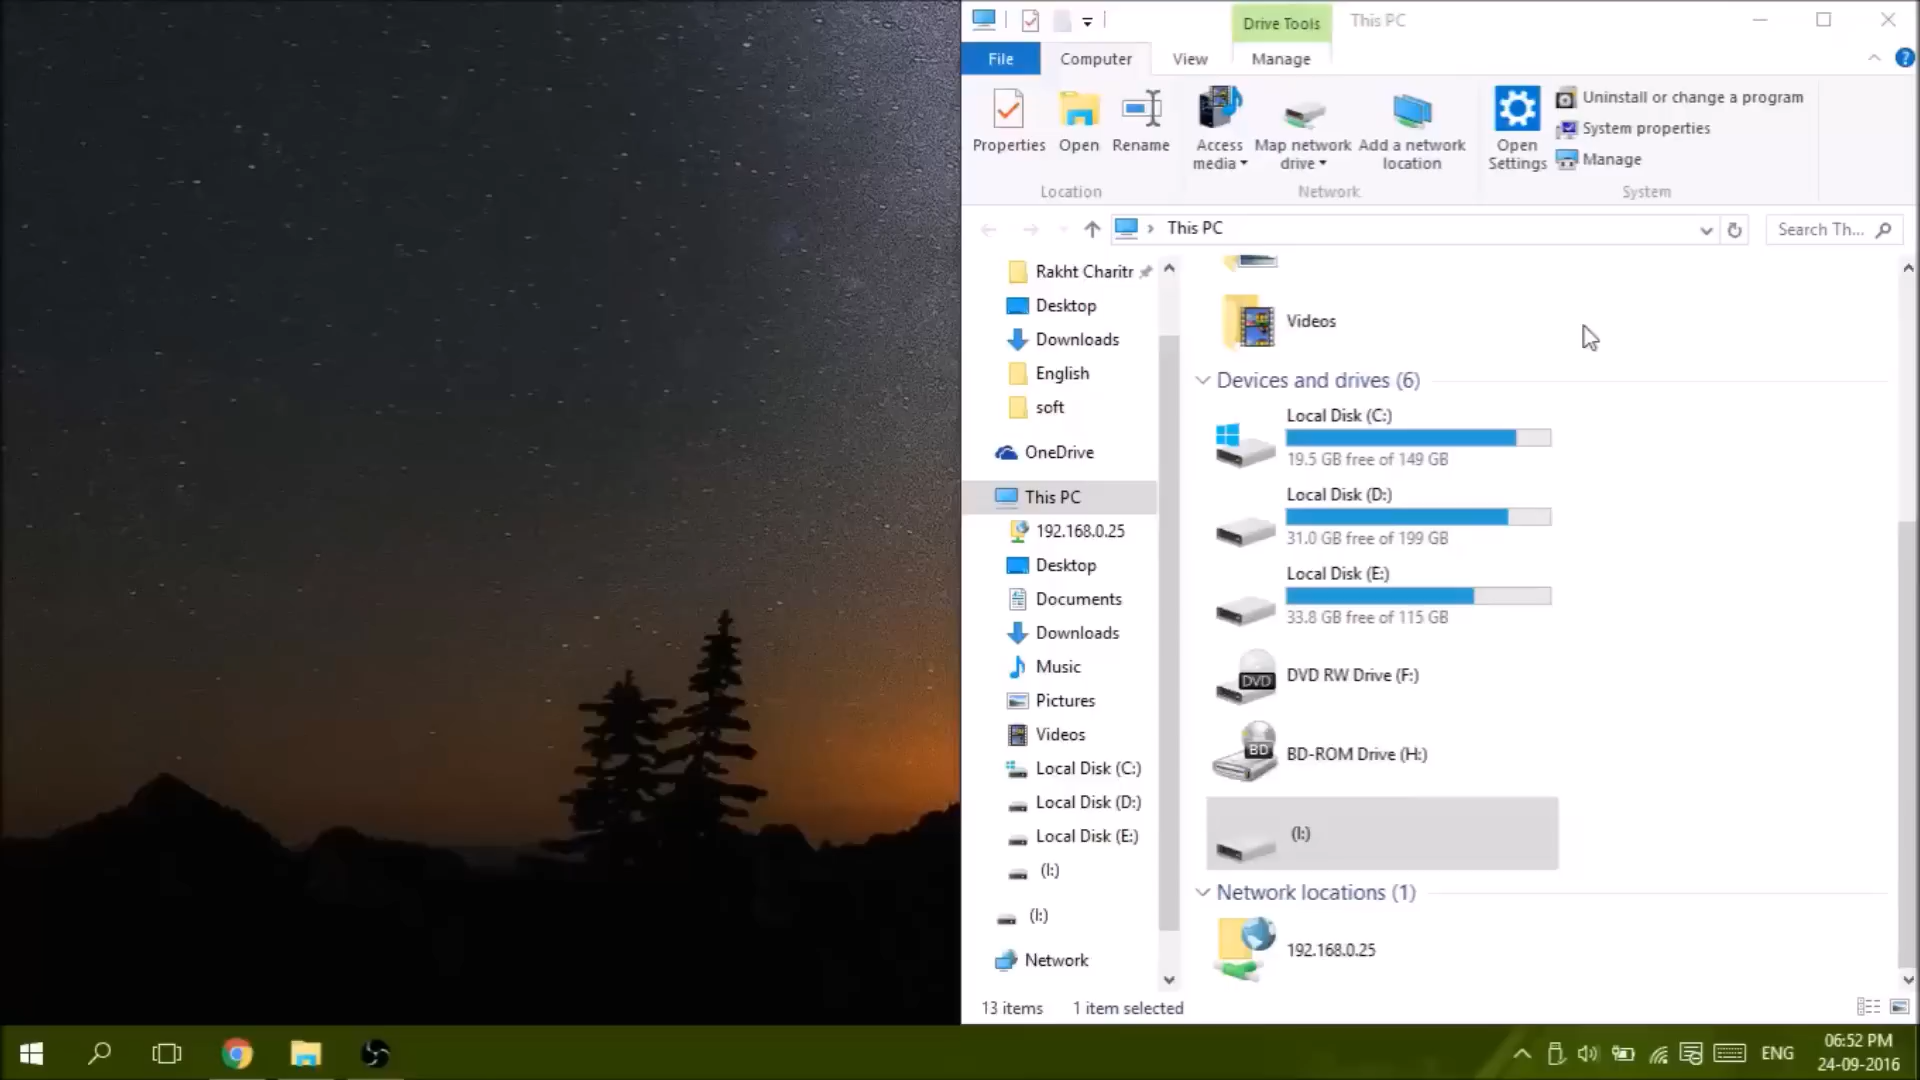 Drive Tools
This PC
File
Computer
View
Manage
Properties
Open
Rename
Access media
Map network drive
Add a network location
Open Settings
Uninstall or change a program
System properties
Manage
Location
Network
System
This PC
Search Th...
Rakht Charitr
Desktop
Downloads
English
soft
OneDrive
This PC
192.168.0.25
Desktop
Documents
Downloads
Music
Pictures
Videos
Local Disk (C:)
Local Disk (D:)
Local Disk (E:)
(I:)
(I:)
Network
Videos
Devices and drives (6)
Local Disk (C:)
19.5 GB free of 149 GB
Local Disk (D:)
31.0 GB free of 199 GB
Local Disk (E:)
33.8 GB free of 115 GB
DVD
DVD RW Drive (F:)
BD
BD-ROM Drive (H:)
(I:)
Network locations (1)
192.168.0.25
13 items
1 item selected
ENG
06:52 PM
24-09-2016